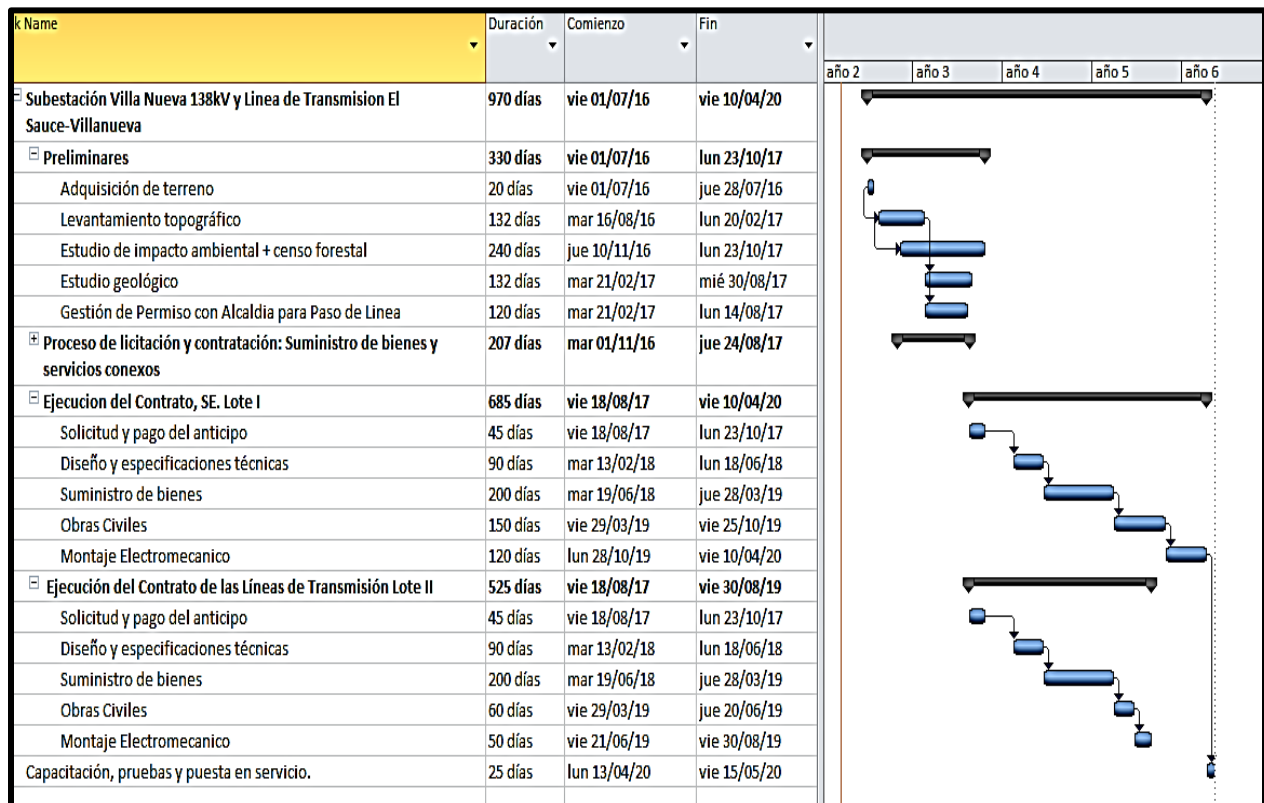 k Name Duración Comienzo Fin
año 2 año 3 año 4 año 5 año 6
Subestación Villa Nueva 138kV y Linea de Transmision El 970 días vie 01/07/16 vie 10/04/20
Sauce-Villanueva
Preliminares 330 días vie 01/07/16 lun 23/10/17
Adquisición de terreno 20 días vie 01/07/16 jue 28/07/16
Levantamiento topográfico 132 días mar 16/08/16 lun 20/02/17
Estudio de impacto ambiental + censo forestal 240 días jue 10/11/16 lun 23/10/17
Estudio geológico 132 días mar 21/02/17 mié 30/08/17
Gestión de Permiso con Alcaldia para Paso de Linea 120 días mar 21/02/17 lun 14/08/17
Proceso de licitación y contratación: Suministro de bienes y 207 días mar 01/11/16 jue 24/08/17
servicios conexos
Ejecucion del Contrato, SE. Lote I 685 días vie 18/08/17 vie 10/04/20
Solicitud y pago del anticipo 45 días vie 18/08/17 lun 23/10/17
Diseño y especificaciones técnicas 90 días mar 13/02/18 lun 18/06/18
Suministro de bienes 200 días mar 19/06/18 jue 28/03/19
Obras Civiles 150 días vie 29/03/19 vie 25/10/19
Montaje Electromecanico 120 días lun 28/10/19 vie 10/04/20
Ejecución del Contrato de las Líneas de Transmisión Lote II 525 días vie 18/08/17 vie 30/08/19
Solicitud y pago del anticipo 45 días vie 18/08/17 lun 23/10/17
Diseño y especificaciones técnicas 90 días mar 13/02/18 lun 18/06/18
Suministro de bienes 200 días mar 19/06/18 jue 28/03/19
Obras Civiles 60 días vie 29/03/19 jue 20/06/19
Montaje Electromecanico 50 días vie 21/06/19 vie 30/08/19
Capacitación, pruebas y puesta en servicio. 25 días lun 13/04/20 vie 15/05/20